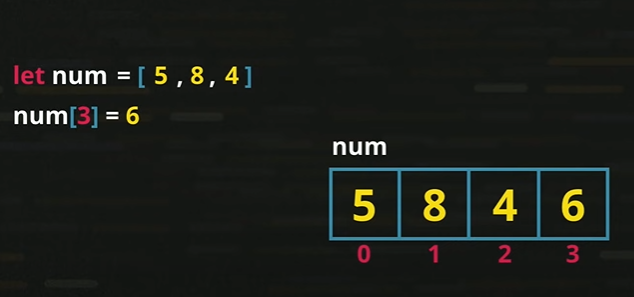 let num = [ 5 , 8 , 4 ]
num[3] = 6
num
5 8 4 6
0 1 2 3